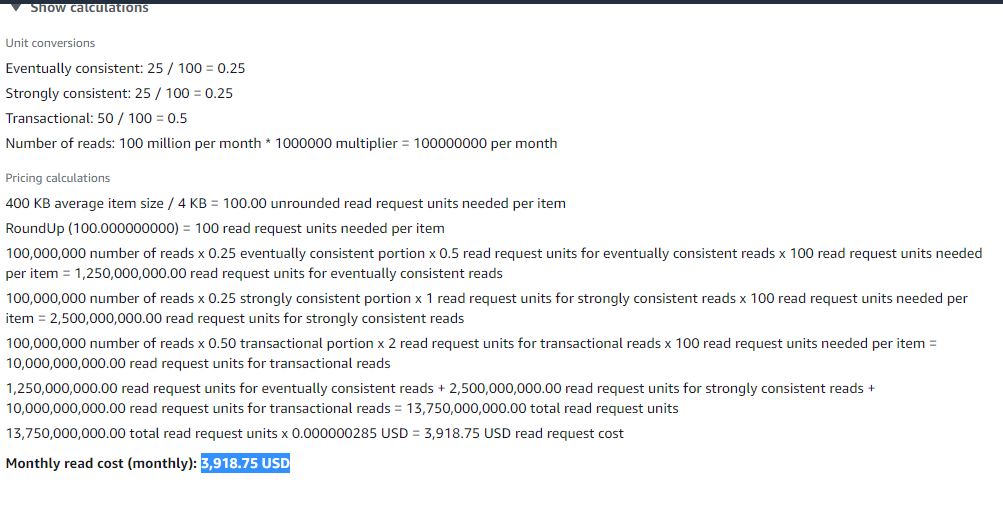 ▼ Show calculations
Unit conversions
Eventually consistent: 25 / 100 = 0.25
Strongly consistent: 25 / 100 = 0.25
Transactional: 50 / 100 = 0.5
Number of reads: 100 million per month * 1000000 multiplier = 100000000 per month
Pricing calculations
400 KB average item size / 4 KB = 100.00 unrounded read request units needed per item
RoundUp (100.000000000) = 100 read request units needed per item
100,000,000 number of reads x 0.25 eventually consistent portion x 0.5 read request units for eventually consistent reads x 100 read request units needed
per item = 1,250,000,000.00 read request units for eventually consistent reads
100,000,000 number of reads x 0.25 strongly consistent portion x 1 read request units for strongly consistent reads x 100 read request units needed per
item = 2,500,000,000.00 read request units for strongly consistent reads
100,000,000 number of reads x 0.50 transactional portion x 2 read request units for transactional reads x 100 read request units needed per item =
10,000,000,000.00 read request units for transactional reads
1,250,000,000.00 read request units for eventually consistent reads + 2,500,000,000.00 read request units for strongly consistent reads +
10,000,000,000.00 read request units for transactional reads = 13,750,000,000.00 total read request units
13,750,000,000.00 total read request units x 0.000000285 USD = 3,918.75 USD read request cost
Monthly read cost (monthly): 3,918.75 USD